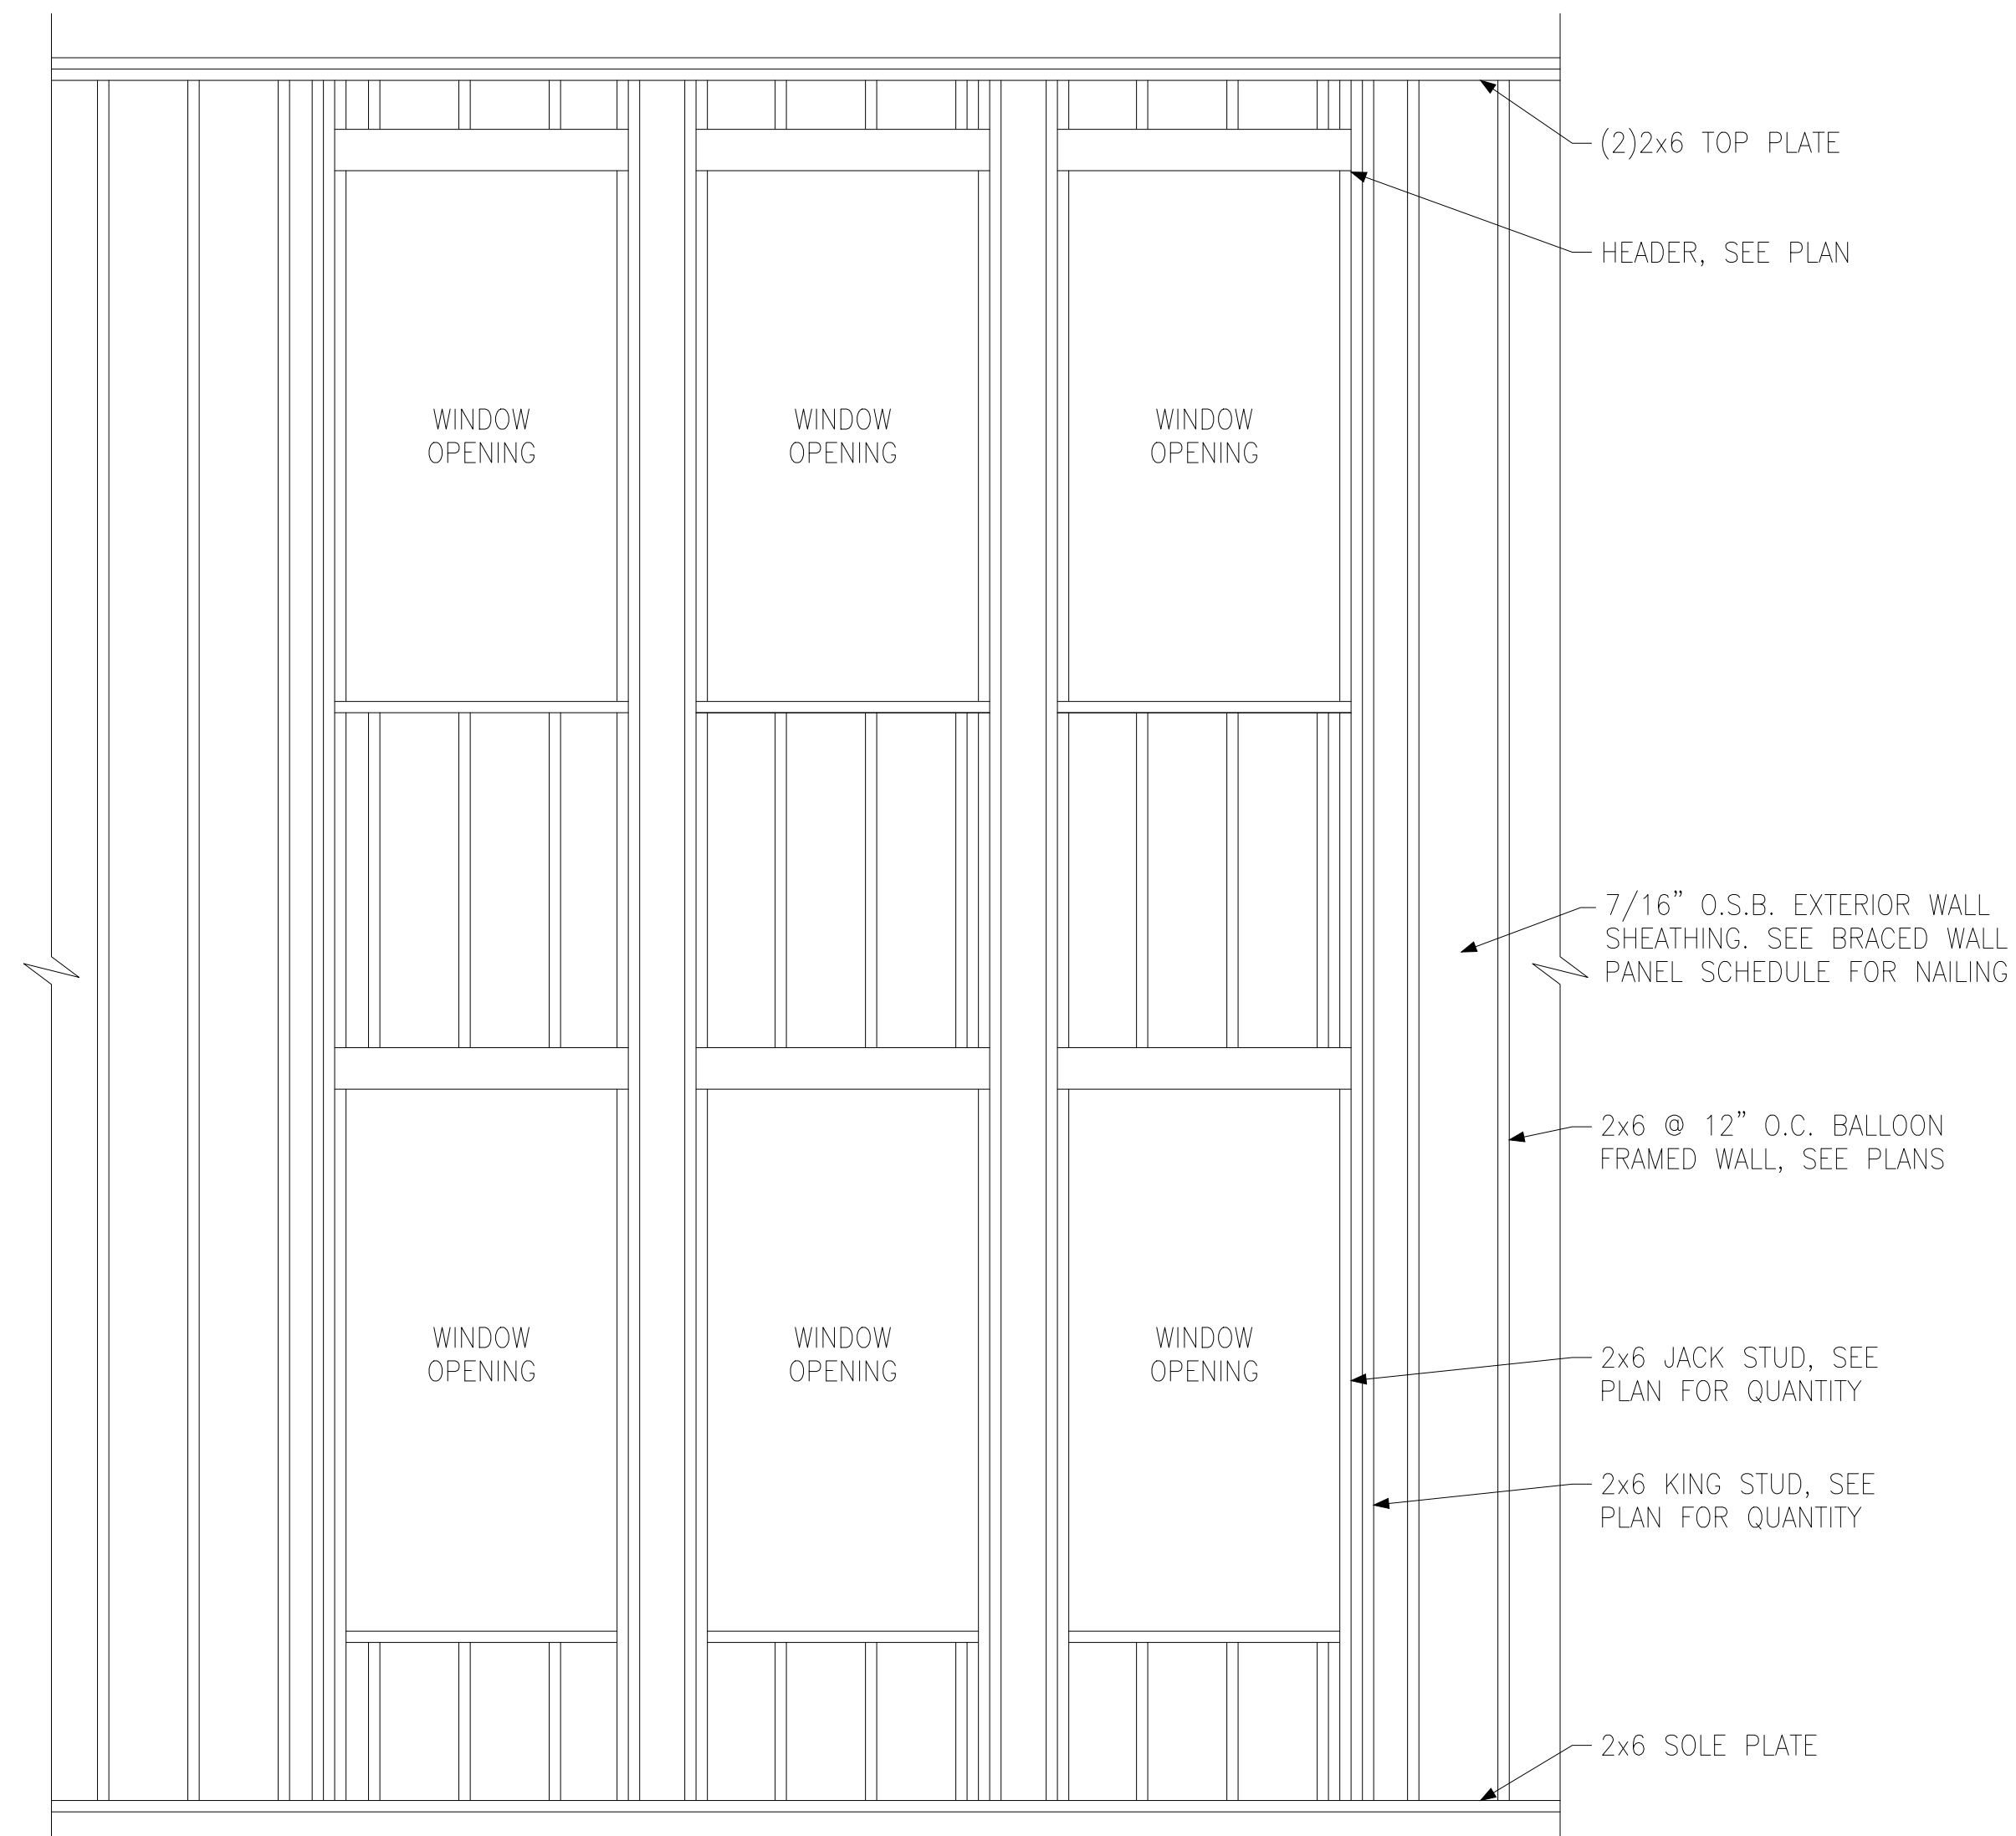 (2)2x6 TOP PLATE
HEADER, SEE PLAN
WINDOW
OPENING
WINDOW
OPENING
WINDOW
OPENING
7/16" O.S.B. EXTERIOR WALL
SHEATHING. SEE BRACED WALL
PANEL SCHEDULE FOR NAILING
2x6 @ 12" O.C. BALLOON
FRAMED WALL, SEE PLANS
WINDOW
OPENING
WINDOW
OPENING
WINDOW
OPENING
2x6 JACK STUD, SEE
PLAN FOR QUANTITY
2x6 KING STUD, SEE
PLAN FOR QUANTITY
2x6 SOLE PLATE